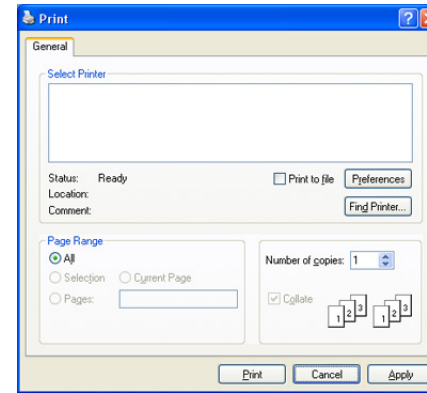 Print
General
Select Printer
Status: Ready
Print to file
Preferences
Location:
Comment:
Find Printer...
Page Range
All
Selection
Current Page
Pages:
Number of copies: 1
Collate
1 2 3 1 2 3
Print Cancel Apply